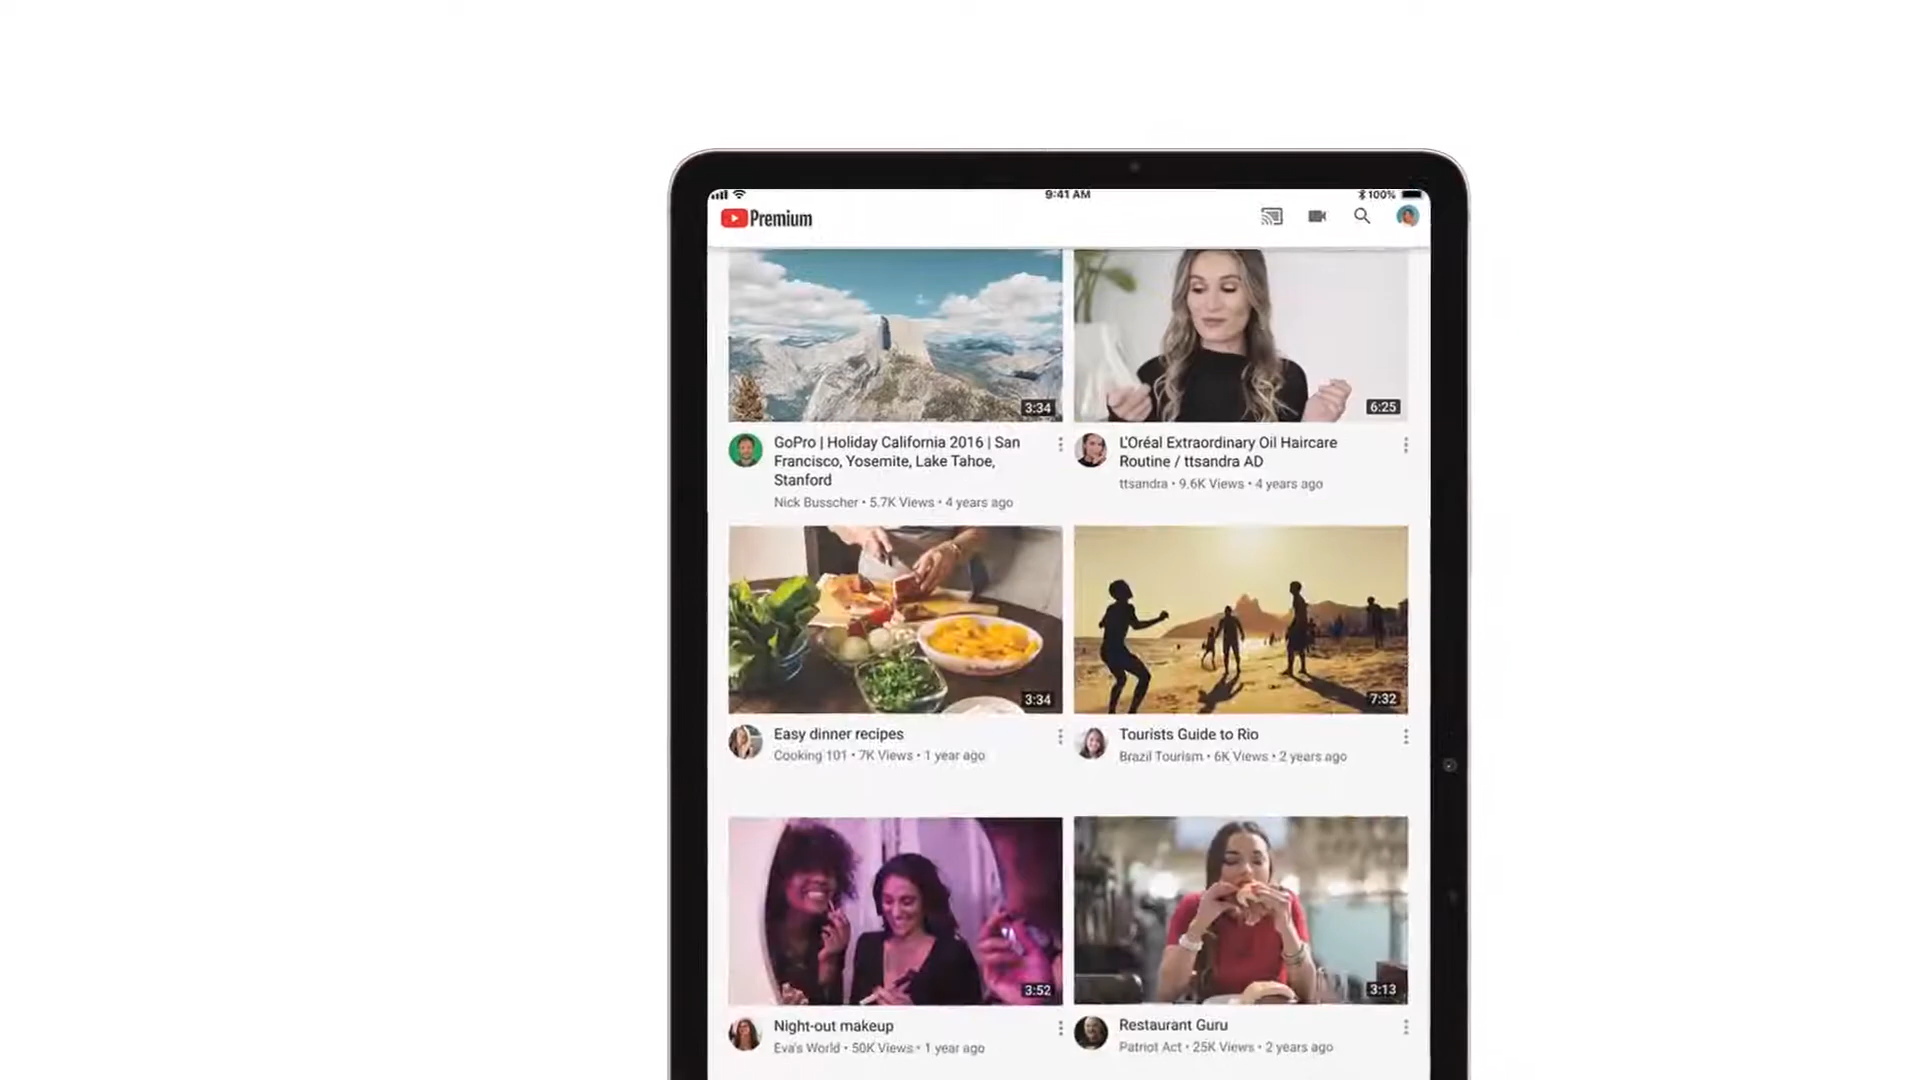 9:41 AM
100%
Premium
3:34
6:25
GoPro | Holiday California 2016 | San
Francisco, Yosemite, Lake Tahoe,
Stanford
Nick Busscher • 5.7K Views • 4 years ago
L'Oréal Extraordinary Oil Haircare
Routine / ttsandra AD
ttsandra • 9.6K Views • 4 years ago
3:34
7:32
Easy dinner recipes
Cooking 101 • 7K Views • 1 year ago
Tourists Guide to Rio
Brazil Tourism • 6K Views • 2 years ago
3:52
3:13
Night-out makeup
Eva's World • 50K Views • 1 year ago
Restaurant Guru
Patriot Act • 25K Views • 2 years ago